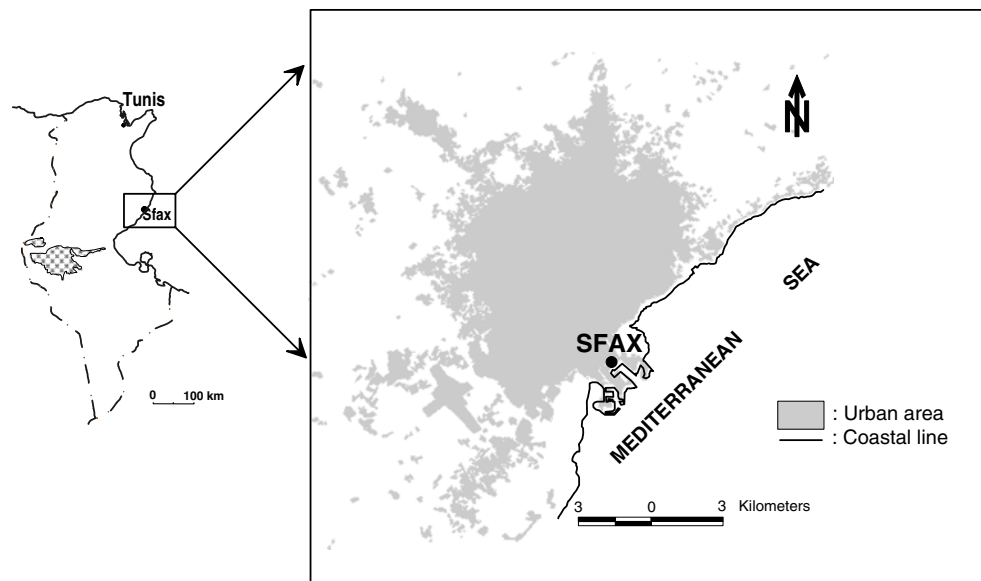 Tunis
Sfax
0 100 km
N
SEA
SFAX
MEDITERRANEAN
: Urban area
: Coastal line
3 0 3 Kilometers